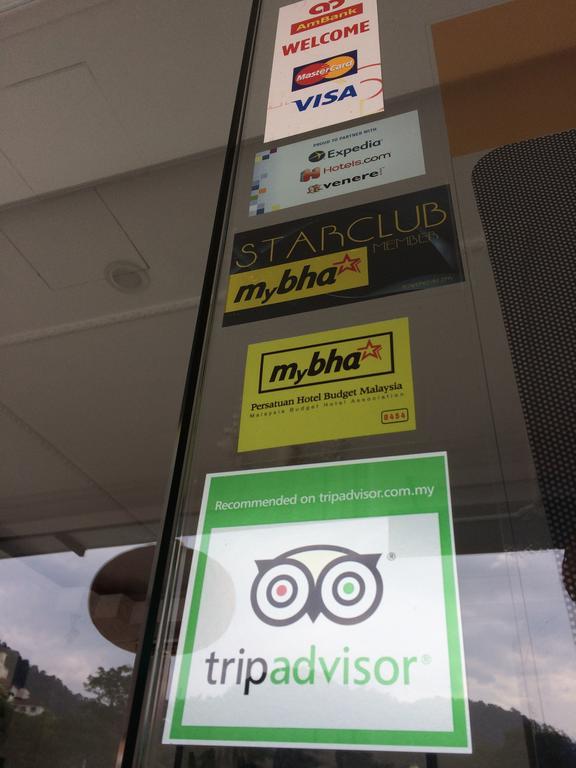 AmBank
WELCOME
MasterCard
VISA
PROUD TO PARTNER WITH
Expedia
Hotels.com
venere
STARCLUB
MEMBER
mybha
mybha
Persatuan Hotel Budget Malaysia
Malaysia Budget Hotel Association
0454
Recommended on tripadvisor.com.my
tripadvisor®